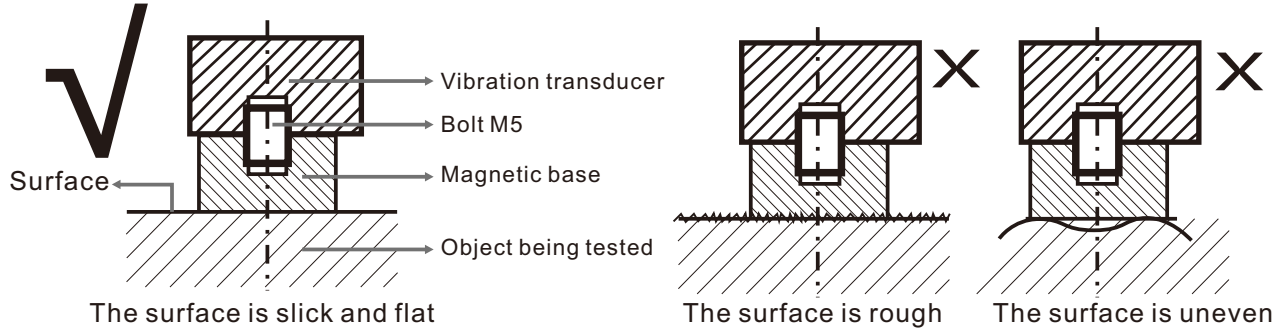 Vibration transducer
Bolt M5
Surface
Magnetic base
Object being tested
The surface is slick and flat
The surface is rough
The surface is uneven